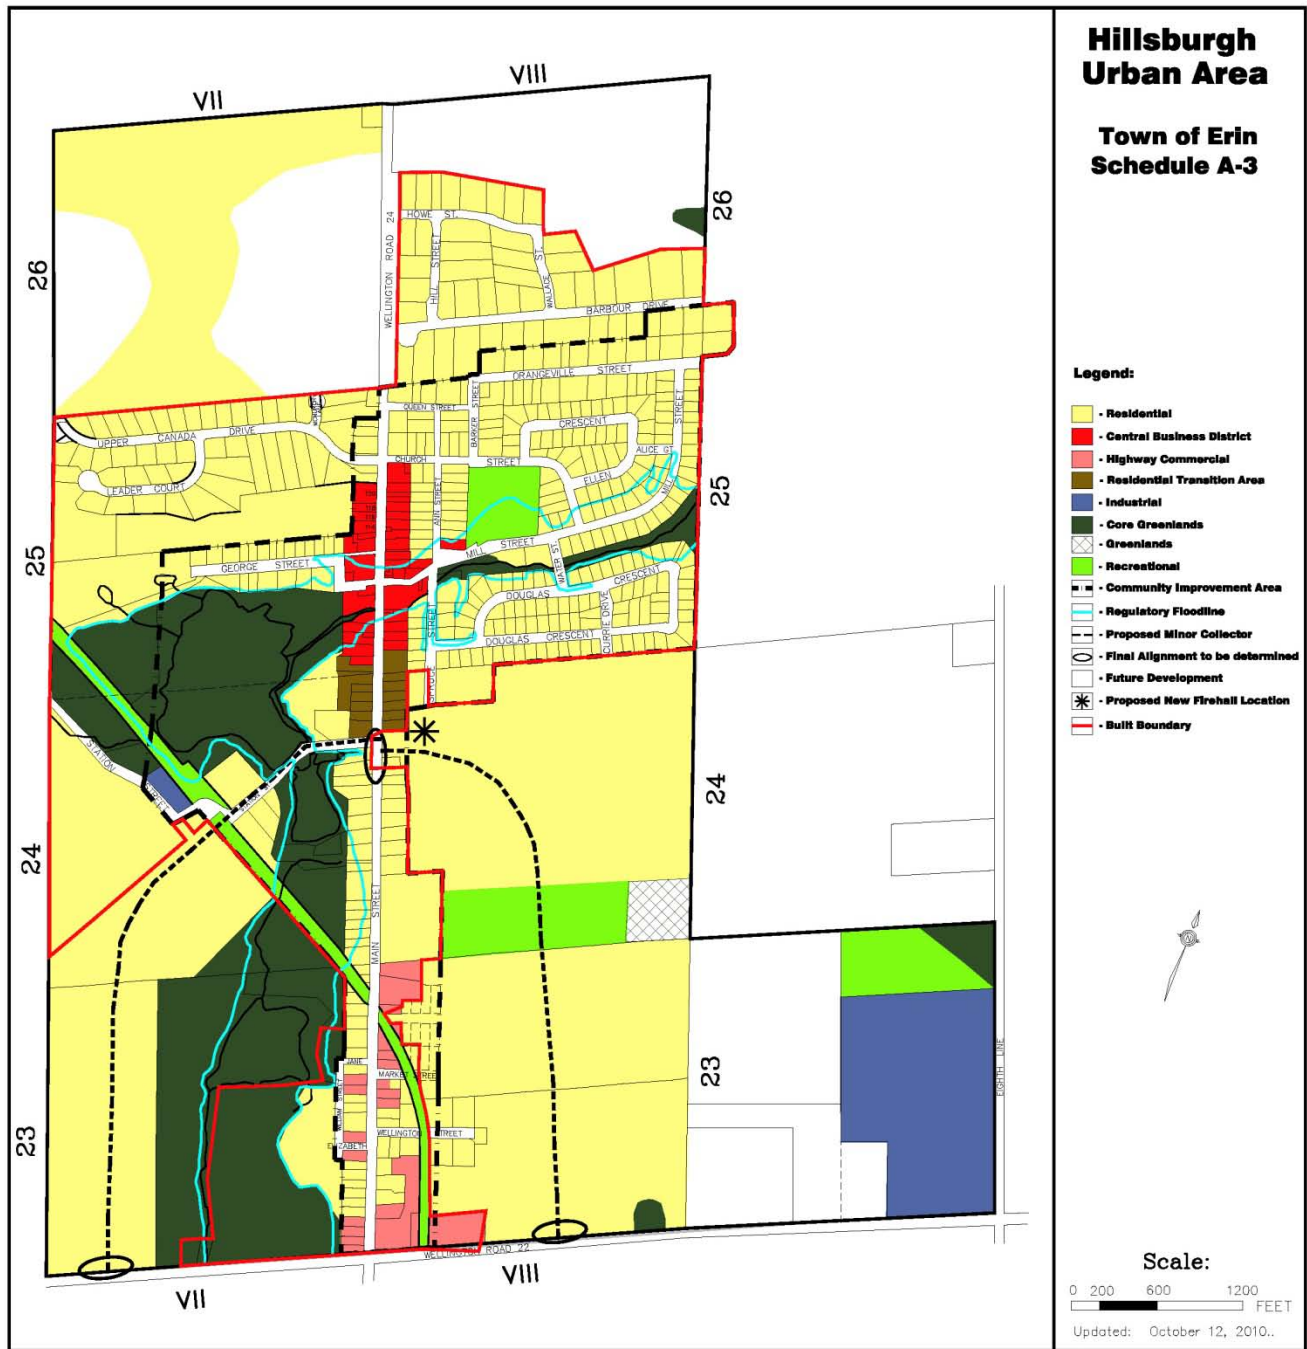 Hillsburgh
Urban Area
Town of Erin
Schedule A-3
Legend:
- Residential
- Central Business District
- Highway Commercial
- Residential Transition Area
- Industrial
- Core Greenlands
- Greenlands
- Recreational
- Community Improvement Area
- Regulatory Floodline
- Proposed Minor Collector
- Final Alignment to be determined
- Future Development
- Proposed New Firehall Location
- Built Boundary
N
Scale:
0 200 600 1200
FEET
Updated: October 12, 2010..
VII
VIII
26
26
WELLINGTON ROAD 24
HOWE ST.
HILL STREET
WALLACE ST.
BARBOUR DRIVE
ORANGEVILLE STREET
QUEEN STREET
BARKER STREET
UPPER CANADA DRIVE
LEADER COURT
CHURCH STREET
CRESCENT
ELLEN
ALICE CT
MILL STREET
ANN STREET
25
25
GEORGE STREET
MILL STREET
WATER ST.
DOUGLAS CRESCENT
DOUGLAS CRESCENT
CURRIE DRIVE
SPRUCE STREET
STATION STREET
24
24
MAIN STREET
23
23
EIGHTH LINE
JANE
MARKET STREET
WELLINGTON STREET
ELIZABETH
WELLINGTON ROAD 22
VII
VIII